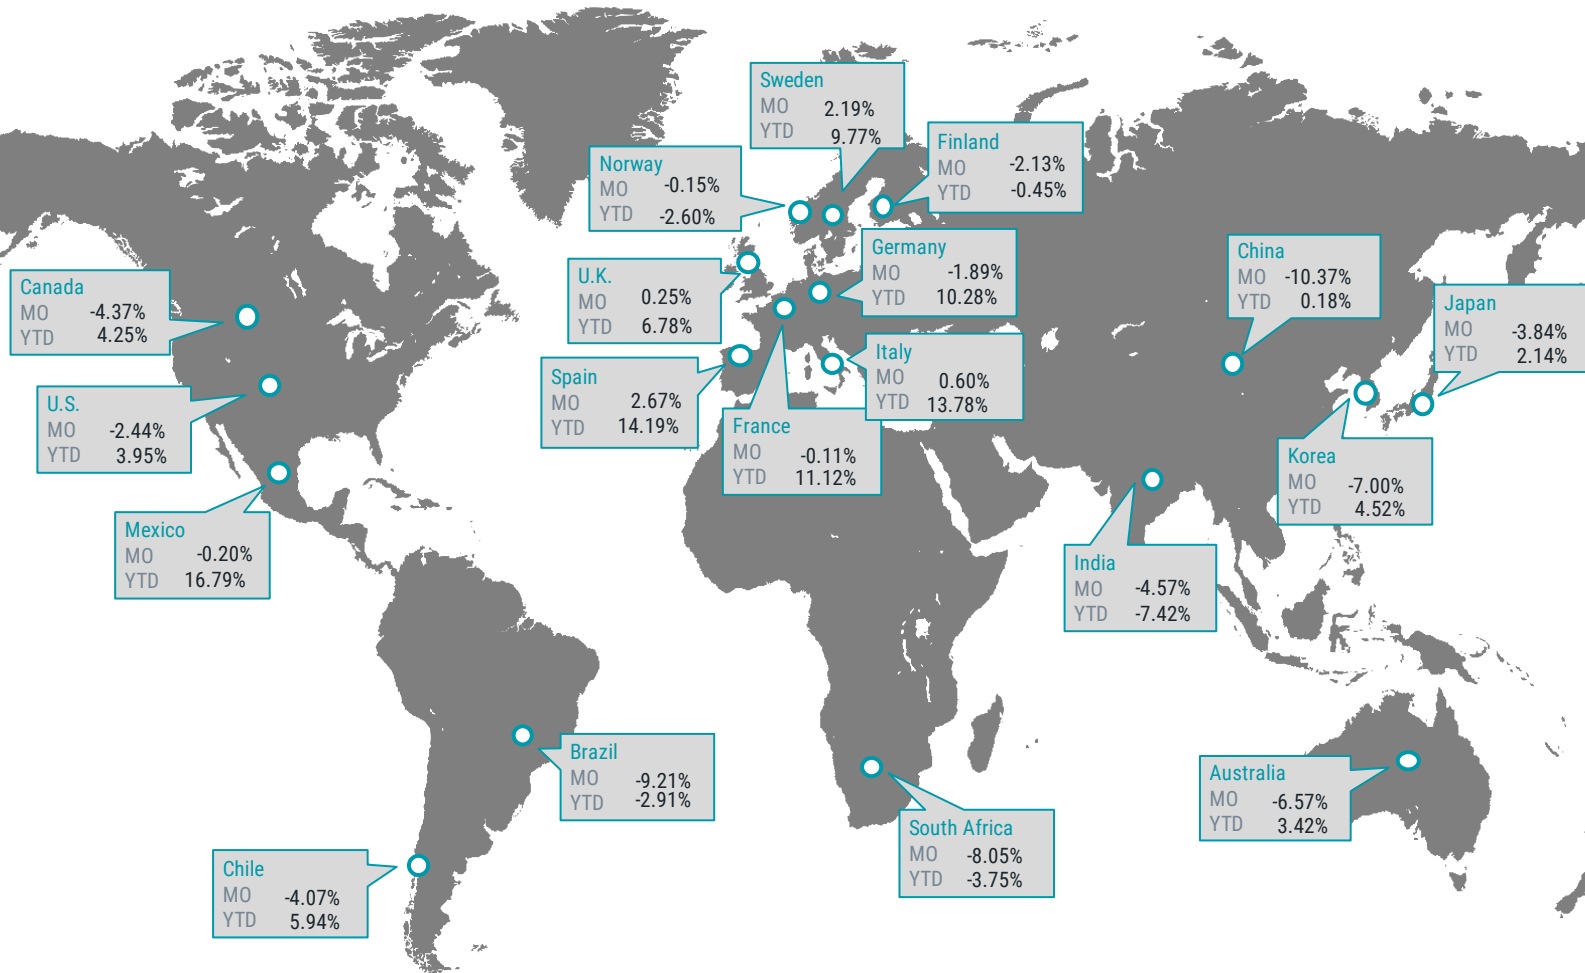 Sweden
MO 2.19%
YTD 9.77%
Finland
MO -2.13%
YTD -0.45%
Norway
MO -0.15%
YTD -2.60%
Germany
MO -1.89%
YTD 10.28%
China
MO -10.37%
YTD 0.18%
U.K.
MO 0.25%
YTD 6.78%
Canada
MO -4.37%
YTD 4.25%
Japan
MO -3.84%
YTD 2.14%
Italy
MO 0.60%
YTD 13.78%
Spain
MO 2.67%
YTD 14.19%
U.S.
MO -2.44%
YTD 3.95%
France
MO -0.11%
YTD 11.12%
Korea
MO -7.00%
YTD 4.52%
Mexico
MO -0.20%
YTD 16.79%
India
MO -4.57%
YTD -7.42%
Brazil
MO -9.21%
YTD -2.91%
Australia
MO -6.57%
YTD 3.42%
South Africa
MO -8.05%
YTD -3.75%
Chile
MO -4.07%
YTD 5.94%